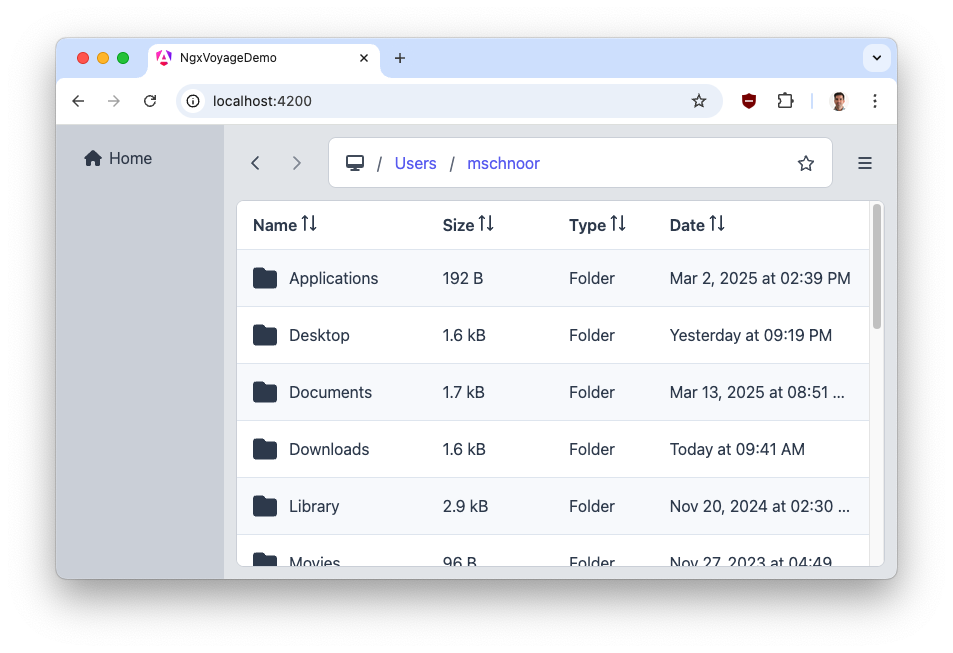 NgxVoyageDemo
localhost:4200
Home
/ Users / mschnoor
Name Size Type Date
Applications 192 B Folder Mar 2, 2025 at 02:39 PM
Desktop 1.6 kB Folder Yesterday at 09:19 PM
Documents 1.7 kB Folder Mar 13, 2025 at 08:51 ...
Downloads 1.6 kB Folder Today at 09:41 AM
Library 2.9 kB Folder Nov 20, 2024 at 02:30 ...
Movies 96 B Folder Nov 27, 2023 at 04:49